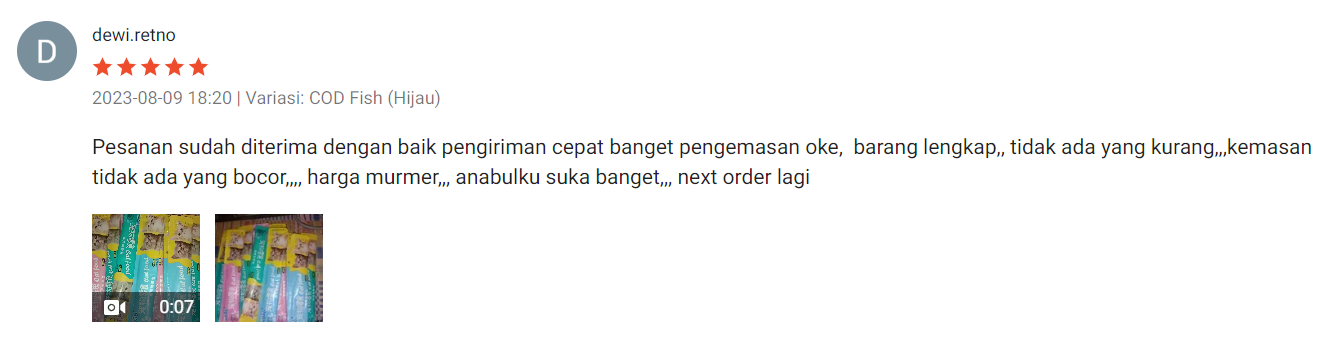 D
dewi.retno
2023-08-09 18:20 | Variasi: COD Fish (Hijau)
Pesanan sudah diterima dengan baik pengiriman cepat banget pengemasan oke,  barang lengkap,, tidak ada yang kurang,,,kemasan
tidak ada yang bocor,,,, harga murmer,,, anabulku suka banget,,, next order lagi
0:07